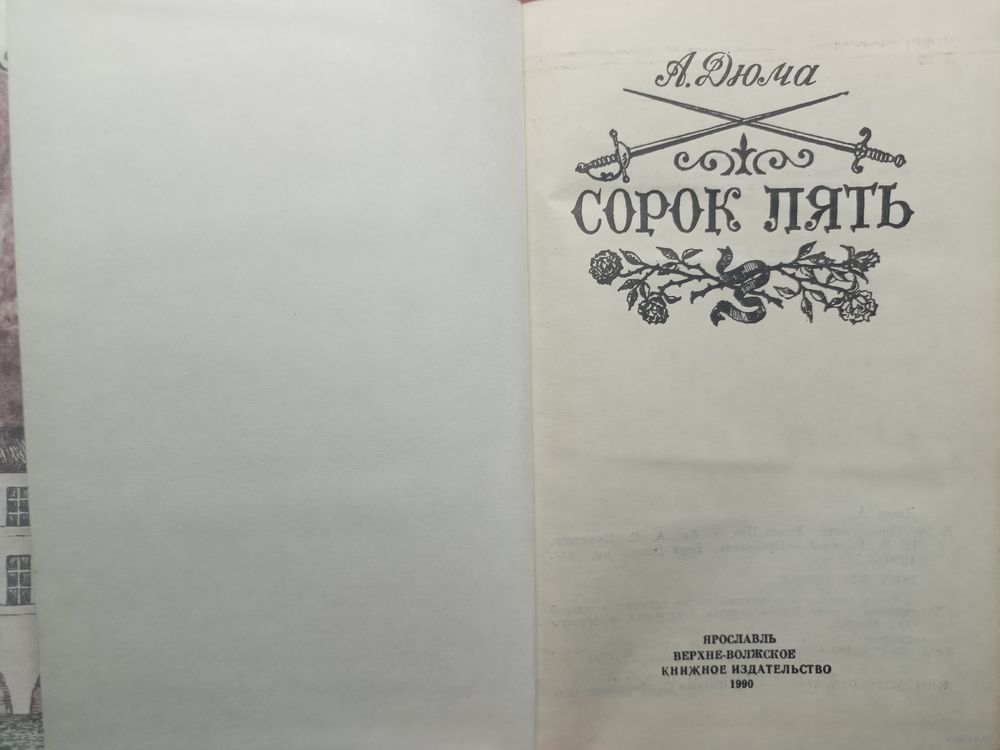 А. Дюма
СОРОК ПЯТЬ
ЯРОСЛАВЛЬ
ВЕРХНЕ-ВОЛЖСКОЕ
КНИЖНОЕ ИЗДАТЕЛЬСТВО
1990